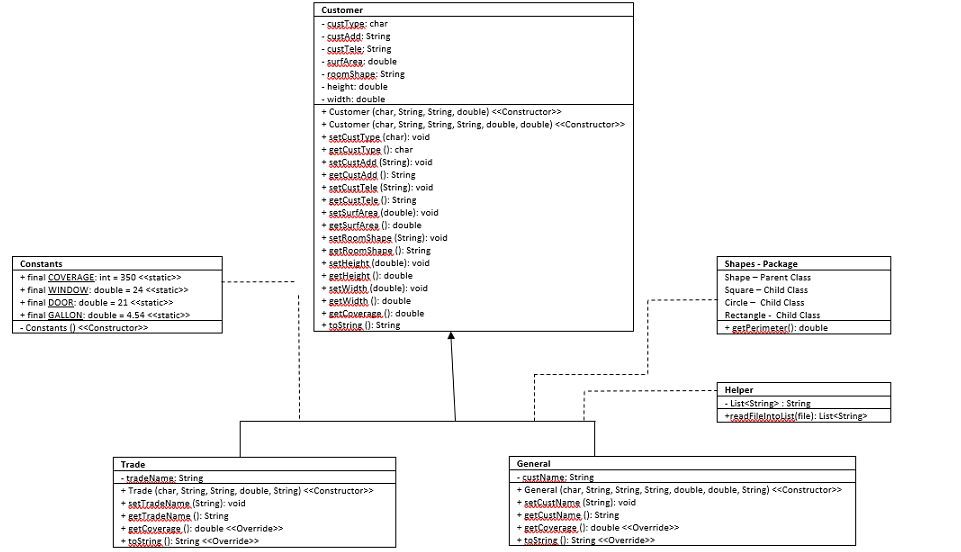 Customer
- custType: char
- custAdd: String
- custTele: String
- surfArea: double
- roomShape: String
- height: double
- width: double
+ Customer (char, String, String, double) <<Constructor>>
+ Customer (char, String, String, String, double, double) <<Constructor>>
+ setCustType (char): void
+ getCustType (): char
+ setCustAdd (String): void
+ getCustAdd (): String
+ setCustTele (String): void
+ getCustTele (): String
+ setSurfArea (double): void
+ getSurfArea (): double
+ setRoomShape (String): void
+ getRoomShape (): String
+ setHeight (double): void
+ getHeight (): double
+ setWidth (double): void
+ getWidth (): double
+ getCoverage (): double
+ toString (): String
Constants
+ final COVERAGE: int = 350 <<static>>
+ final WINDOW: double = 24 <<static>>
+ final DOOR: double = 21 <<static>>
+ final GALLON: double = 4.54 <<static>>
- Constants () <<Constructor>>
Shapes - Package
Shape – Parent Class
Square – Child Class
Circle – Child Class
Rectangle - Child Class
+ getPerimeter(): double
Helper
- List<String> : String
+readFileIntoList(file): List<String>
Trade
- tradeName: String
+ Trade (char, String, String, double, String) <<Constructor>>
+ setTradeName (String): void
+ getTradeName (): String
+ getCoverage (): double <<Override>>
+ toString (): String <<Override>>
General
- custName: String
+ General (char, String, String, String, double, double, String) <<Constructor>>
+ setCustName (String): void
+ getCustName (): String
+ getCoverage (): double <<Override>>
+ toString (): String <<Override>>